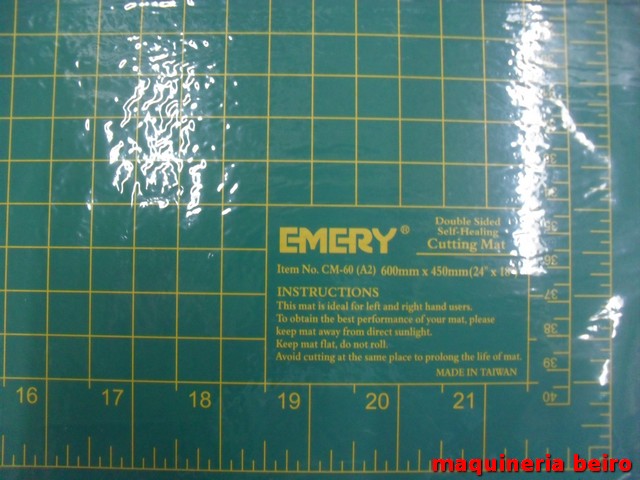 EMERY®
Double Sided
Self-Healing
Cutting Mat
Item No. CM-60 (A2) 600mm x 450mm(24" x 18
INSTRUCTIONS
This mat is ideal for left and right hand users.
To obtain the best performance of your mat, please
keep mat away from direct sunlight.
Keep mat flat, do not roll.
Avoid cutting at the same place to prolong the life of mat.
MADE IN TAIWAN
35
36
37
38
39
40
16 17 18 19 20 21
maquineria beiro